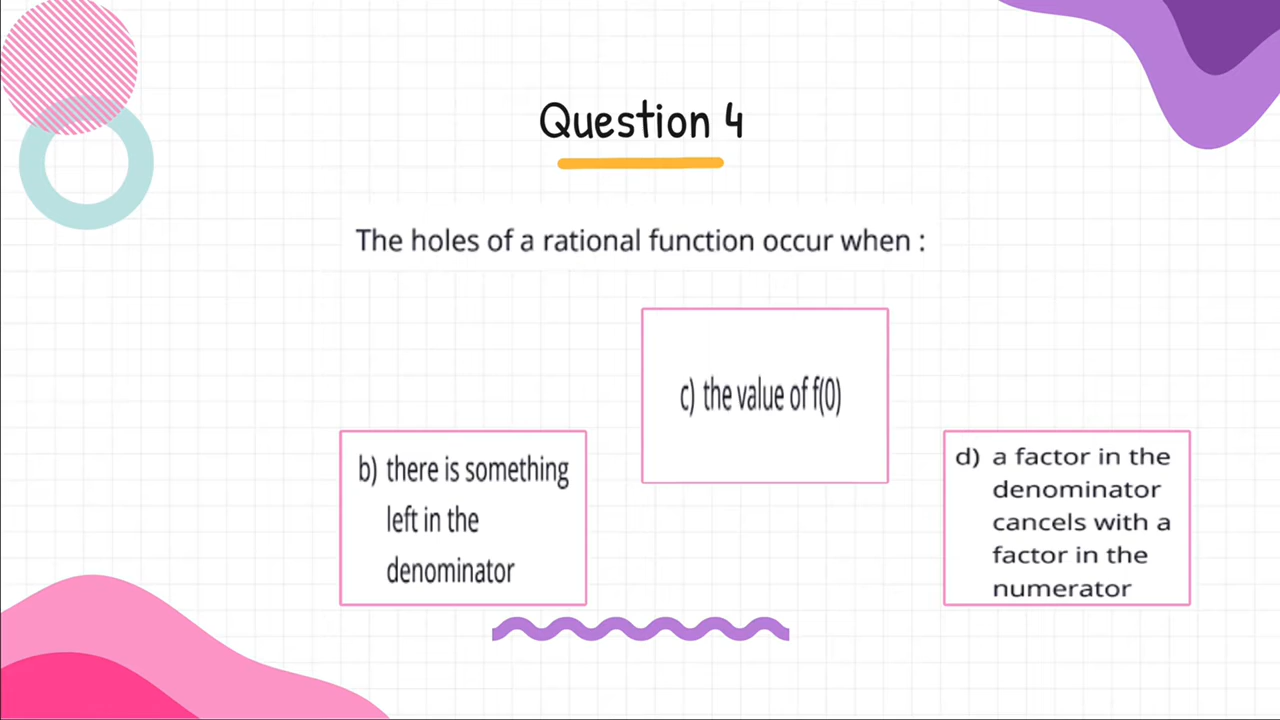 Question 4
The holes of a rational function occur when :
c) the value of f(0)
b) there is something
left in the
denominator
d) a factor in the
denominator
cancels with a
factor in the
numerator